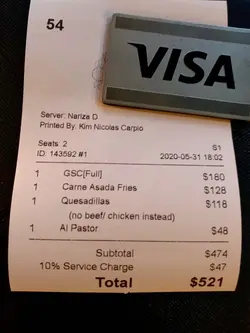 54
VISA
Server: Nariza D
Printed By: Kim Nicolas Carpio
Seats: 2 S1
ID: 143592 #1 2020-05-31 18:02
1 GSC[Full] $180
1 Carne Asada Fries $128
1 Quesadillas $118
(no beef/ chicken instead)
1 Al Pastor $48
Subtotal $474
10% Service Charge $47
Total $521